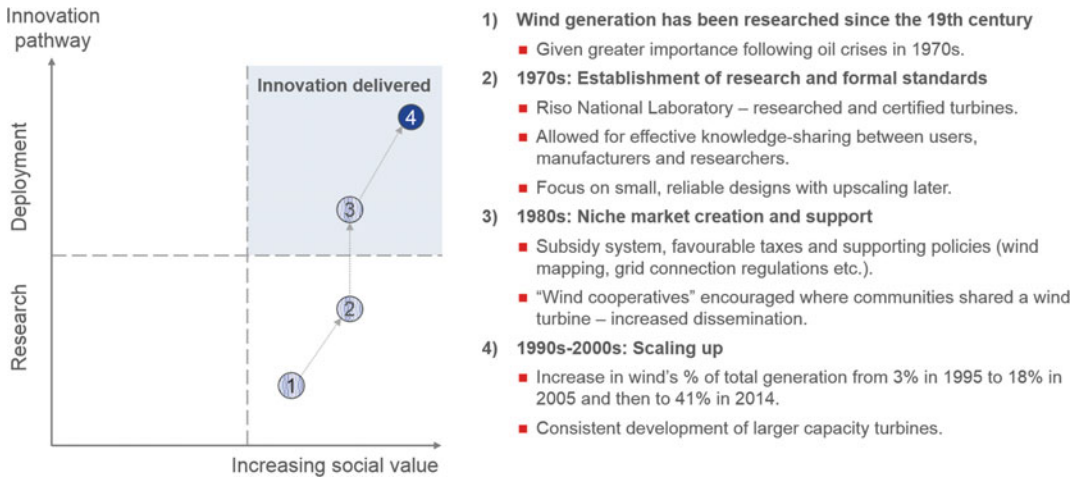 Innovation
pathway
Deployment
Research
Innovation delivered
4
3
2
1
Increasing social value
1) Wind generation has been researched since the 19th century
■ Given greater importance following oil crises in 1970s.
2) 1970s: Establishment of research and formal standards
■ Riso National Laboratory – researched and certified turbines.
■ Allowed for effective knowledge-sharing between users,
manufacturers and researchers.
■ Focus on small, reliable designs with upscaling later.
3) 1980s: Niche market creation and support
■ Subsidy system, favourable taxes and supporting policies (wind
mapping, grid connection regulations etc.).
■ “Wind cooperatives” encouraged where communities shared a wind
turbine – increased dissemination.
4) 1990s-2000s: Scaling up
■ Increase in wind’s % of total generation from 3% in 1995 to 18% in
2005 and then to 41% in 2014.
■ Consistent development of larger capacity turbines.